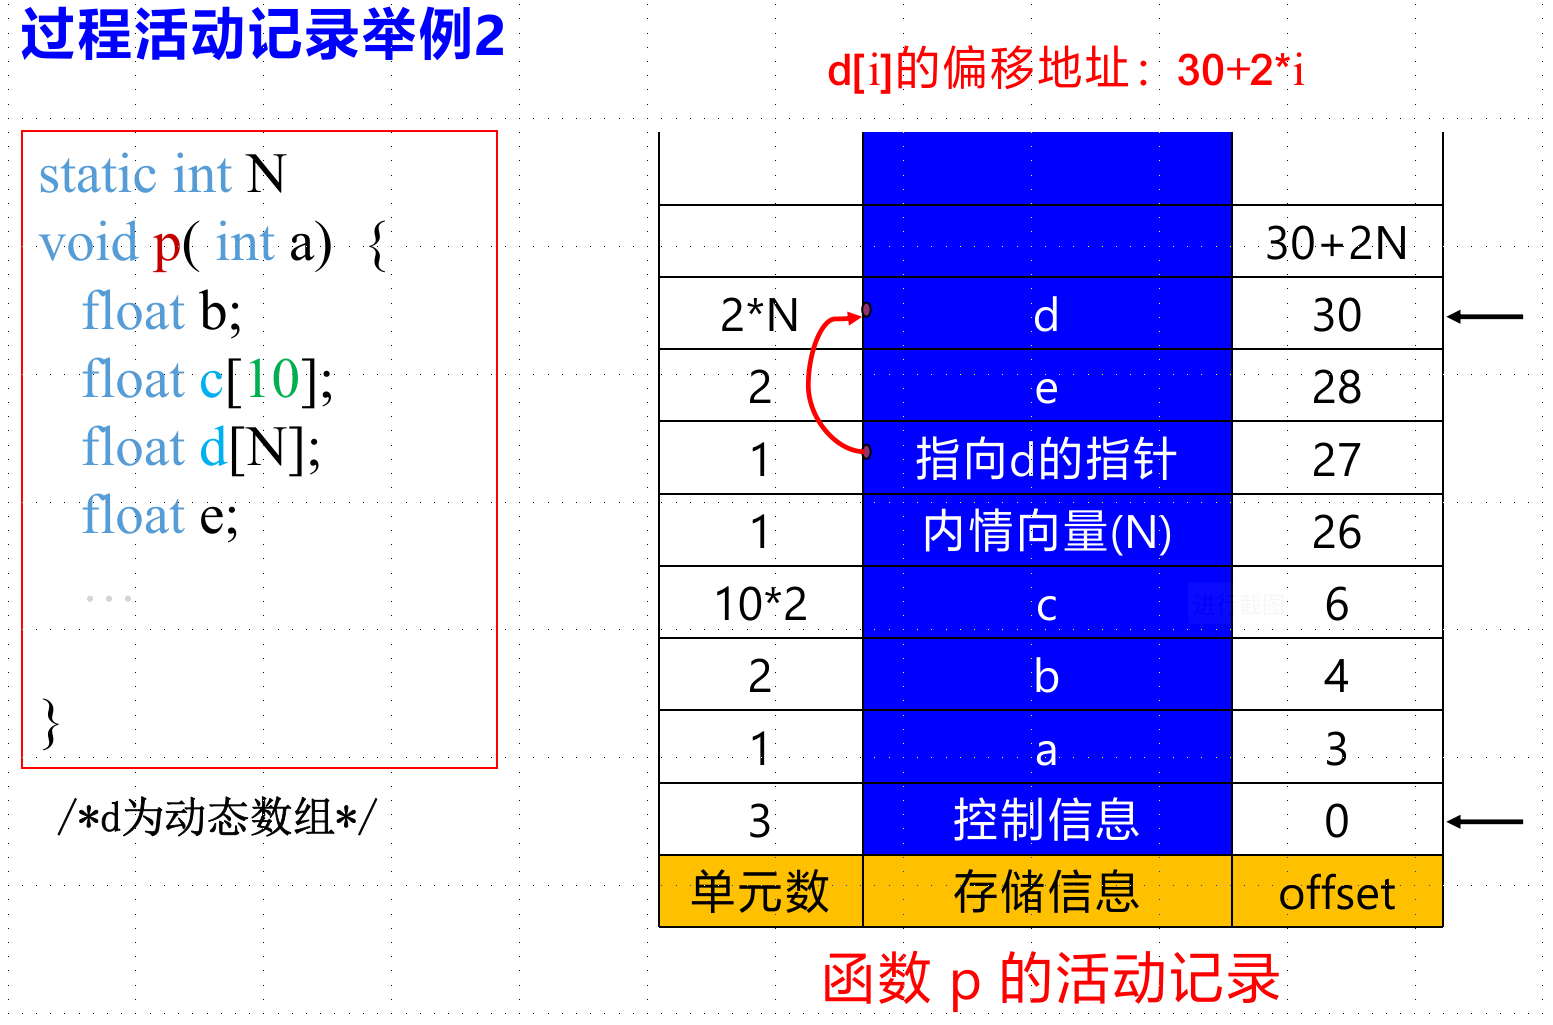 过程活动记录举例2
d[i]的偏移地址：30+2*i
static int N
void p( int a) {
float b;
float c[10];
float d[N];
float e;
...
}
/*d为动态数组*/
30+2N
2*N d 30
2 e 28
1 指向d的指针 27
1 内情向量(N) 26
10*2 c 6
进行截图
2 b 4
1 a 3
3 控制信息 0
单元数 存储信息 offset
函数 p 的活动记录